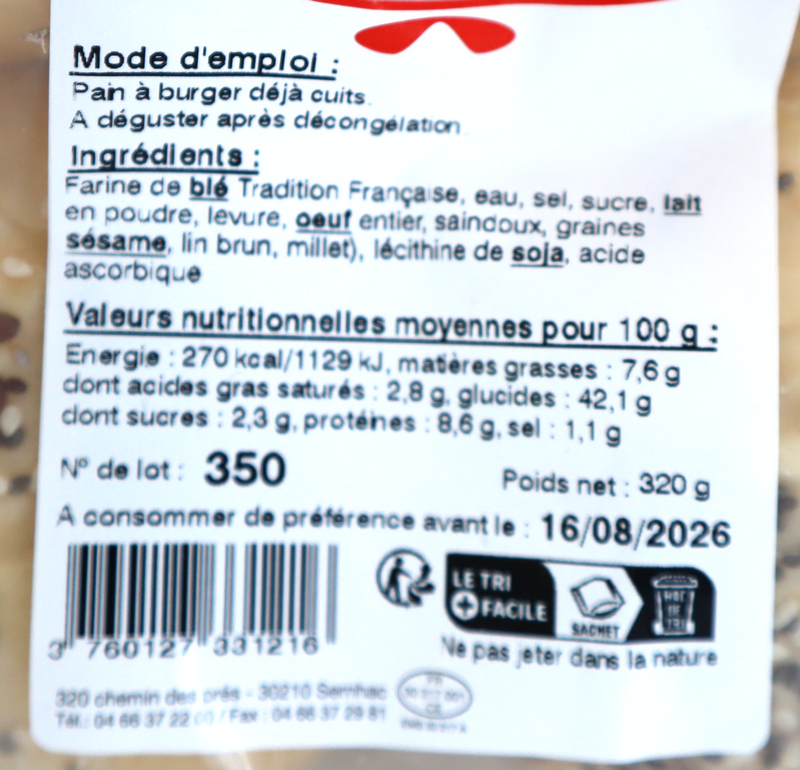 Mode d'emploi :
Pain à burger déjà cuits.
A déguster après décongélation
Ingrédients :
Farine de blé Tradition Française, eau, sel, sucre, lait
en poudre, levure, oeuf entier, saindoux, graines
sésame, lin brun, millet), lécithine de soja, acide
ascorbique
Valeurs nutritionnelles moyennes pour 100 g :
Energie : 270 kcal/1129 kJ, matières grasses : 7,6 g
dont acides gras saturés : 2,8 g, glucides : 42,1 g
dont sucres : 2,3 g, protéines : 8,6 g, sel : 1,1 g
N° de lot : 350
Poids net : 320 g
A consommer de préférence avant le : 16/08/2026
LE TRI
+ FACILE
SACHET
BAC
DE
TRI
3 760127 331216
Ne pas jeter dans la nature
320 chemin des prés - 30210 Sernhac
Tél.: 04 66 37 22 00 / Fax : 04 66 37 29 81
FR
CE